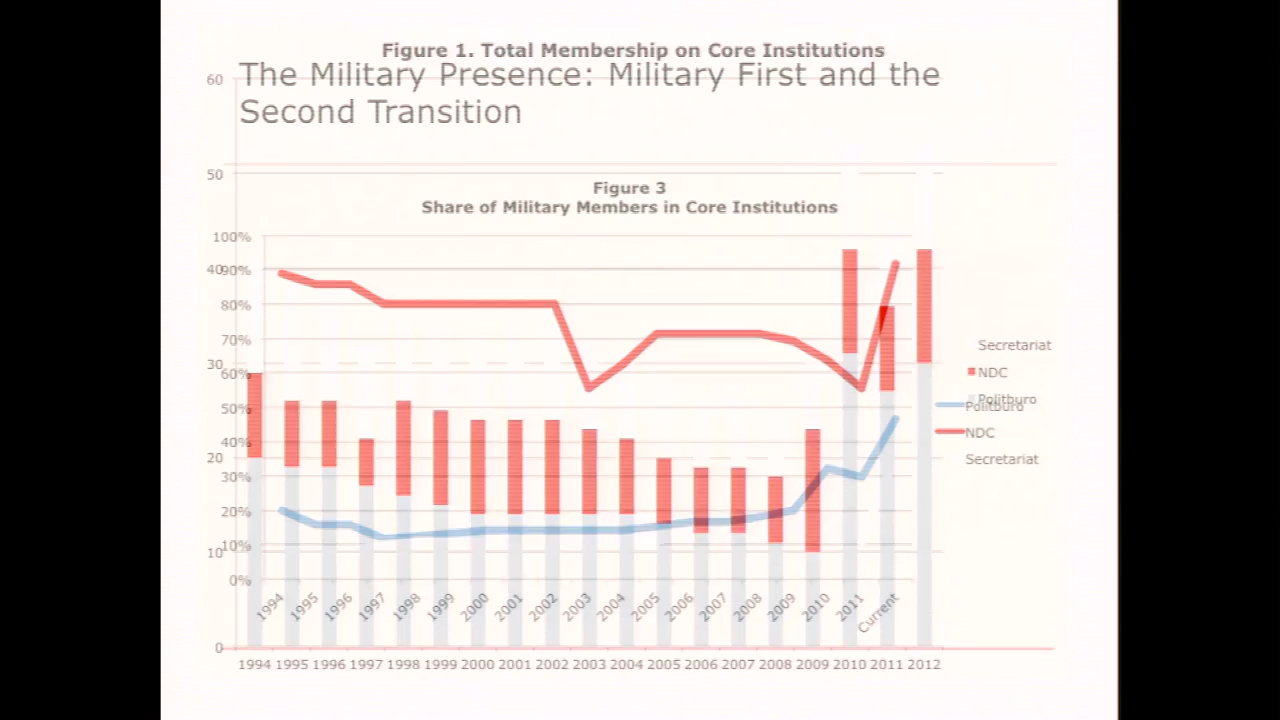 Figure 1. Total Membership on Core Institutions
The Military Presence: Military First and the
Second Transition
Figure 3
Share of Military Members in Core Institutions
60
50
40
30
20
10
0
100%
90%
80%
70%
60%
50%
40%
30%
20%
10%
0%
Secretariat
NDC
Politburo
Politburo
NDC
Secretariat
1994 1995 1996 1997 1998 1999 2000 2001 2002 2003 2004 2005 2006 2007 2008 2009 2010 2011 Current
1994 1995 1996 1997 1998 1999 2000 2001 2002 2003 2004 2005 2006 2007 2008 2009 2010 2011 2012